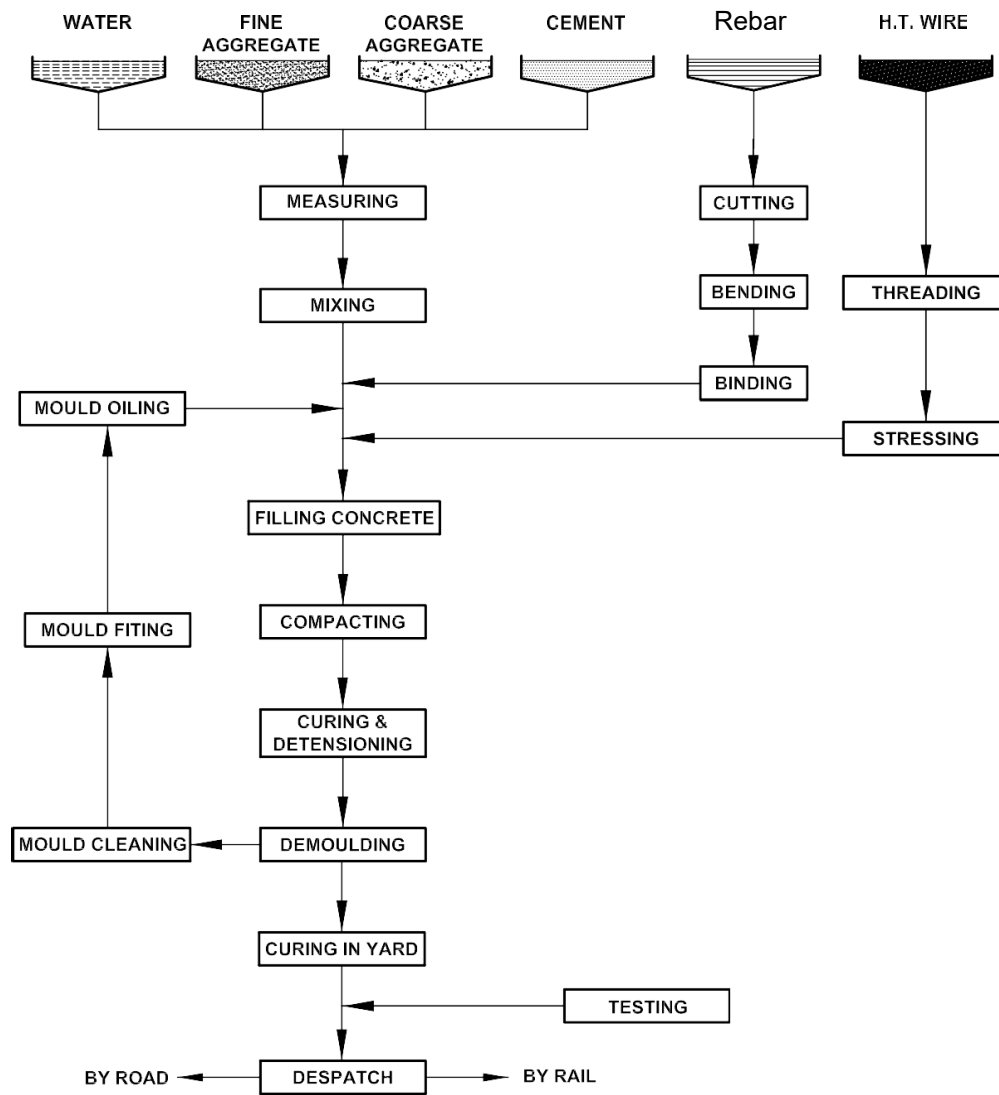 WATER
FINE
AGGREGATE
COARSE
AGGREGATE
CEMENT
Rebar
H.T. WIRE
MEASURING
CUTTING
MIXING
BENDING
THREADING
BINDING
MOULD OILING
STRESSING
FILLING CONCRETE
COMPACTING
MOULD FITING
CURING &
DETENSIONING
MOULD CLEANING
DEMOULDING
CURING IN YARD
TESTING
BY ROAD
DESPATCH
BY RAIL